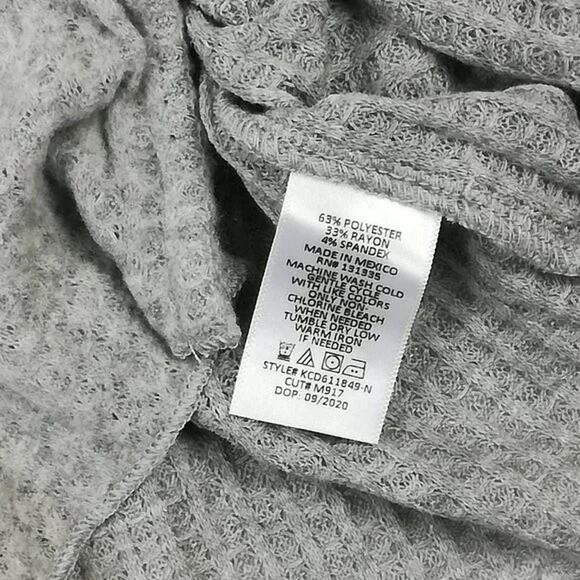 63% POLYESTER
33% RAYON
4% SPANDEX
MADE IN MEXICO
RN# 131935
MACHINE WASH COLD
GENTLE CYCLE
WITH LIKE COLORS
ONLY NON-
CHLORINE BLEACH
WHEN NEEDED
TUMBLE DRY LOW
WARM IRON
IF NEEDED
STYLE# KCD611849-N
CUT# M917
DOP: 09/2020